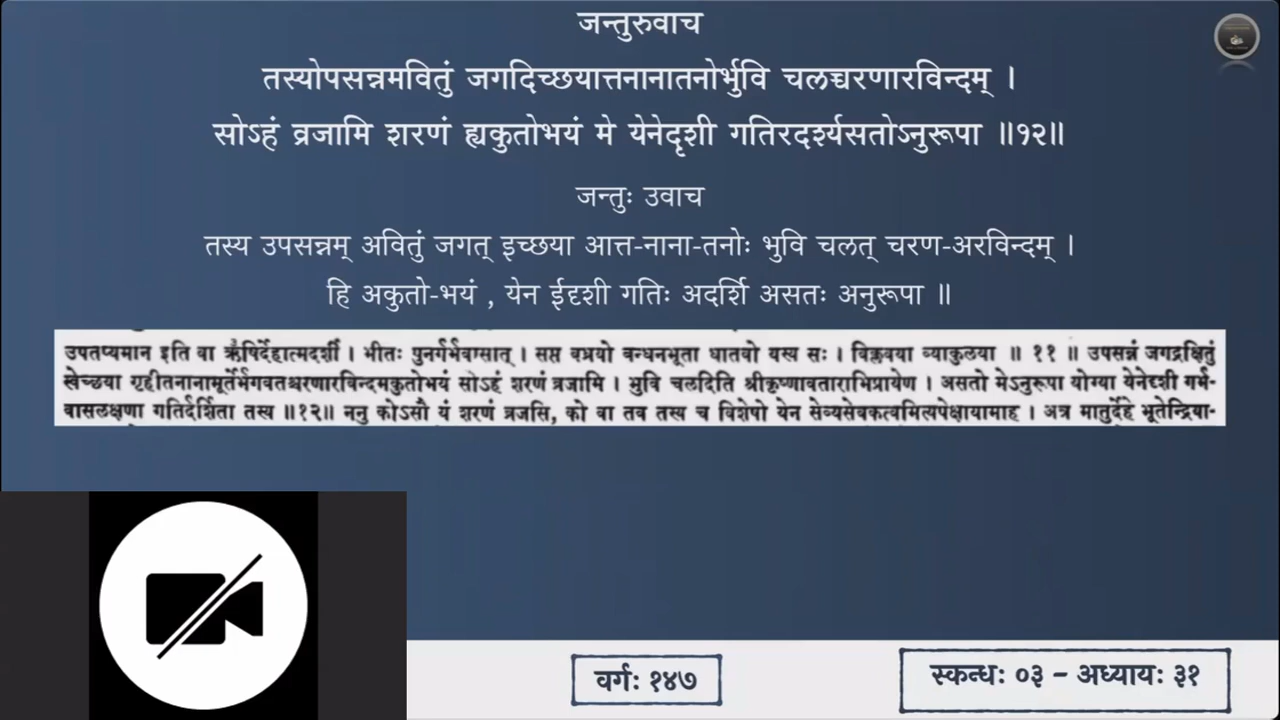 जन्तुरुवाच
तस्योपसन्नमवितुं जगदिच्छयात्तनानातनोर्भुवि चलच्चरणारविन्दम् ।
सोऽहं व्रजामि शरणं ह्यकुतोभयं मे येनेदृशी गतिरदर्श्यसतोऽनुरूपा ॥१२॥
जन्तुः उवाच
तस्य उपसन्नम् अवितुं जगत् इच्छया आत्त-नाना-तनोः भुवि चलत् चरण-अरविन्दम् ।
हि अकुतो-भयं , येन ईदृशी गतिः अदर्शि असतः अनुरूपा ॥
उपतप्यमान इति वा ऋषिर्देहात्मदर्शी । भीतः पुनर्गर्भवासात् । सप्त वध्रयो बन्धनभूता धातवो यस्य सः । विक्लवया व्याकुलया ॥ ११ ॥ उपसन्नं जगद्रक्षितुं
स्वेच्छया गृहीतनानामूर्तेर्भगवतश्चरणारविन्दमकुतोभयं सोऽहं शरणं व्रजामि । भुवि चलदिति श्रीकृष्णावताराभिप्रायेण । असतो मेऽनुरूपा योग्या येनेदृशी गर्भ-
वासलक्षणा गतिर्दर्शिता तस्य ॥१२॥ ननु कोऽसौ यं शरणं व्रजसि, को वा तव तस्य च विशेषो येन सेव्यसेवकत्वमित्यपेक्षायामाह । अत्र मातुर्देहे भूतेन्द्रिया-
वर्गः १४७
स्कन्धः ०३ – अध्यायः ३१